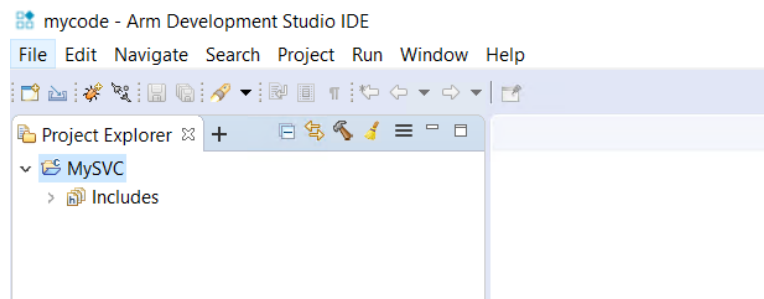 mycode - Arm Development Studio IDE
File Edit Navigate Search Project Run Window Help
Project Explorer
MySVC
Includes